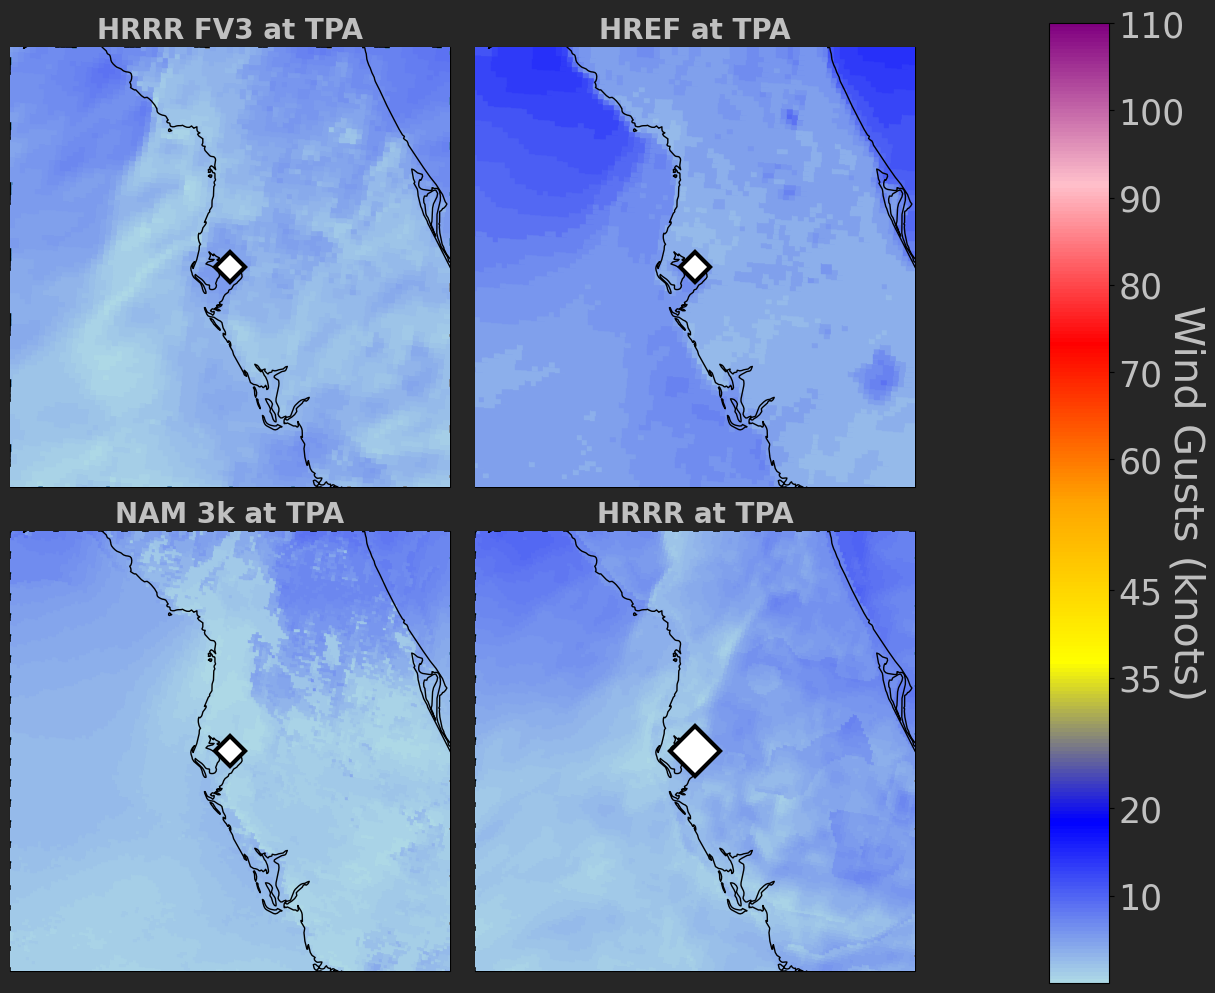 HRRR FV3 at TPA
HREF at TPA
NAM 3k at TPA
HRRR at TPA
110
100
90
80
70
60
45
35
20
10
Wind Gusts (knots)